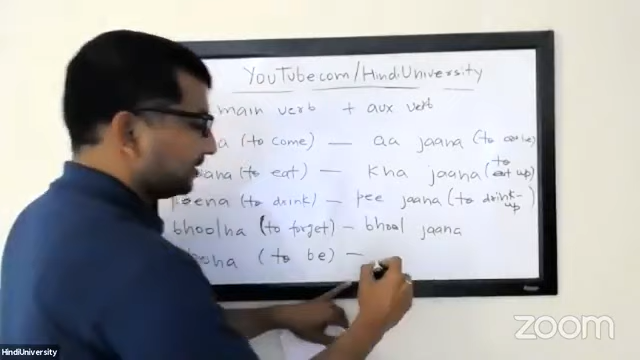 YouTube.com/HindiUniversity
main verb + aux verb
(to come) — aa jaana (to come)
(to eat) — kha jaana (to eat up)
peena (to drink) — pee jaana (to drink-up)
bhoolna (to forget) — bhool jaana
(to be) —
HindiUniversity
zoom